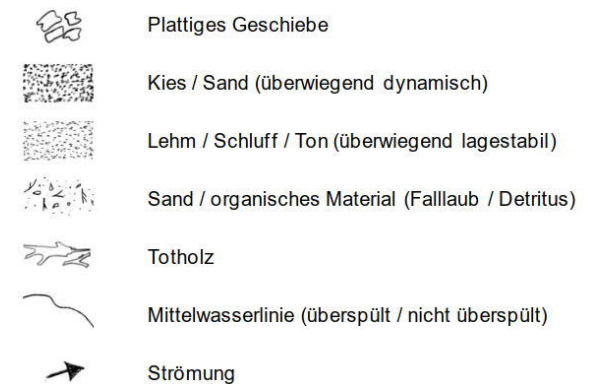 Plattiges Geschiebe
Kies / Sand (überwiegend dynamisch)
Lehm / Schluff / Ton (überwiegend lagestabil)
Sand / organisches Material (Falllaub / Detritus)
Totholz
Mittelwasserlinie (überspült / nicht überspült)
Strömung